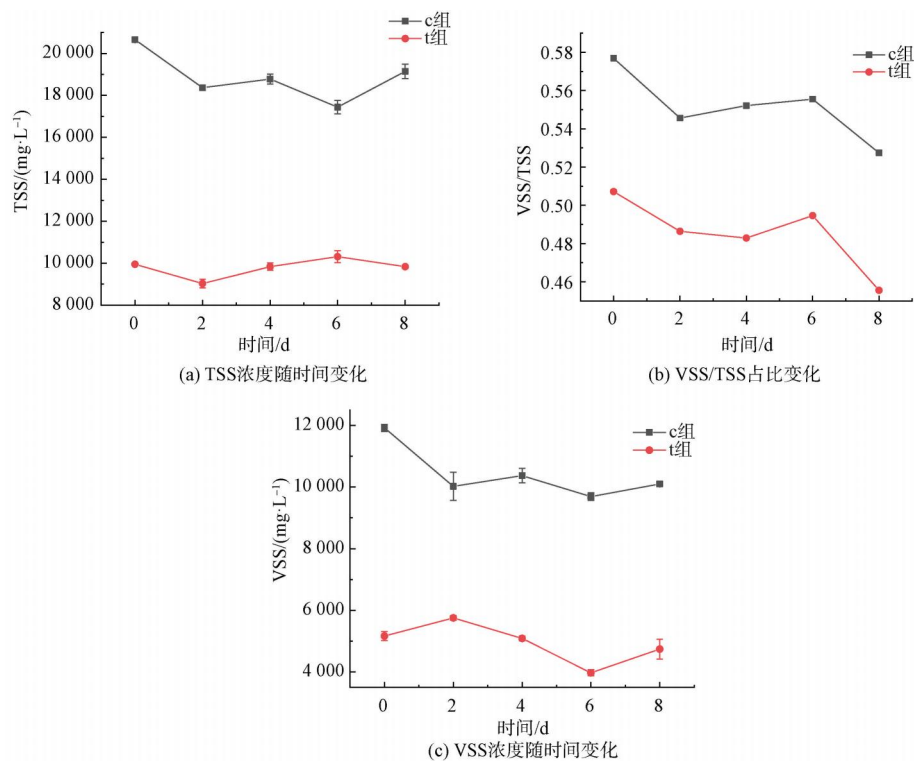 c组
t组
20 000
18 000
16 000
14 000
12 000
10 000
8 000
TSS/(mg·L⁻¹)
0 2 4 6 8
时间/d
(a) TSS浓度随时间变化
c组
t组
0.58
0.56
0.54
0.52
0.50
0.48
0.46
VSS/TSS
0 2 4 6 8
时间/d
(b) VSS/TSS占比变化
c组
t组
12 000
10 000
8 000
6 000
4 000
VSS/(mg·L⁻¹)
0 2 4 6 8
时间/d
(c) VSS浓度随时间变化